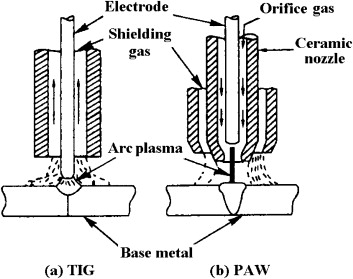 Electrode
Shielding
gas
Orifice gas
Ceramic
nozzle
Arc plasma
Base metal
(a) TIG
(b) PAW